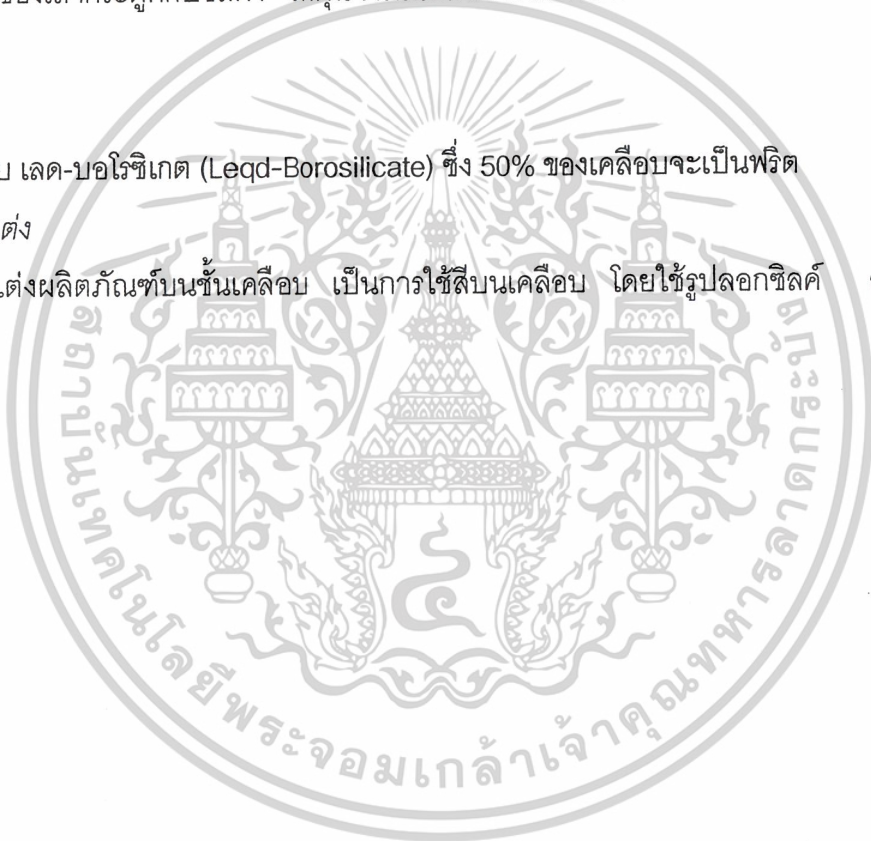 บ เลด-บอโรซิเกต (Leqd-Borosilicate) ซึ่ง 50% ของเคลือบจะเป็นฟริต
ต่ง
แต่งผลิตภัณฑ์บนชั้นเคลือบ เป็นการใช้สีบนเคลือบ โดยใช้รูปลอกซิลค์
สถาบันเทคโนโลยีพระจอมเกล้าเจ้าคุณทหารลาดกระบัง